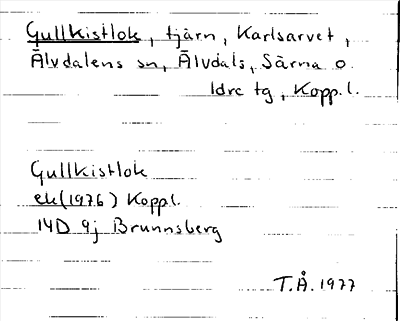 Gullkistlok, tjärn, Karlsarvet,
Älvdalens sn, Älvdals, Särna o.
Idre tg, Kopp.l.
Gullkistlok
ek(1976) Koppl.
14D 9j Brunnsberg
T.Å. 1977